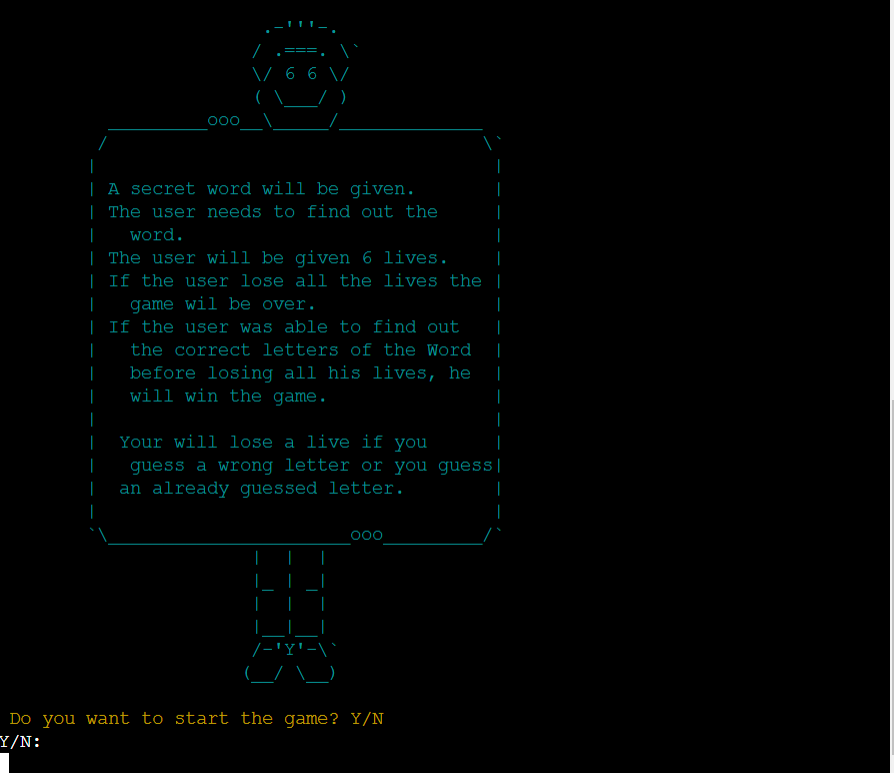 A secret word will be given.
The user needs to find out the
word.
The user will be given 6 lives.
If the user lose all the lives the
game wil be over.
If the user was able to find out
the correct letters of the Word
before losing all his lives, he
will win the game.
Your will lose a live if you
guess a wrong letter or you guess
an already guessed letter.
Do you want to start the game? Y/N
Y/N: